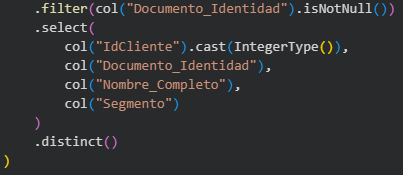 .filter(col("Documento_Identidad").isNotNull())
.select(
col("IdCliente").cast(IntegerType()),
col("Documento_Identidad"),
col("Nombre_Completo"),
col("Segmento")
)
.distinct()
)